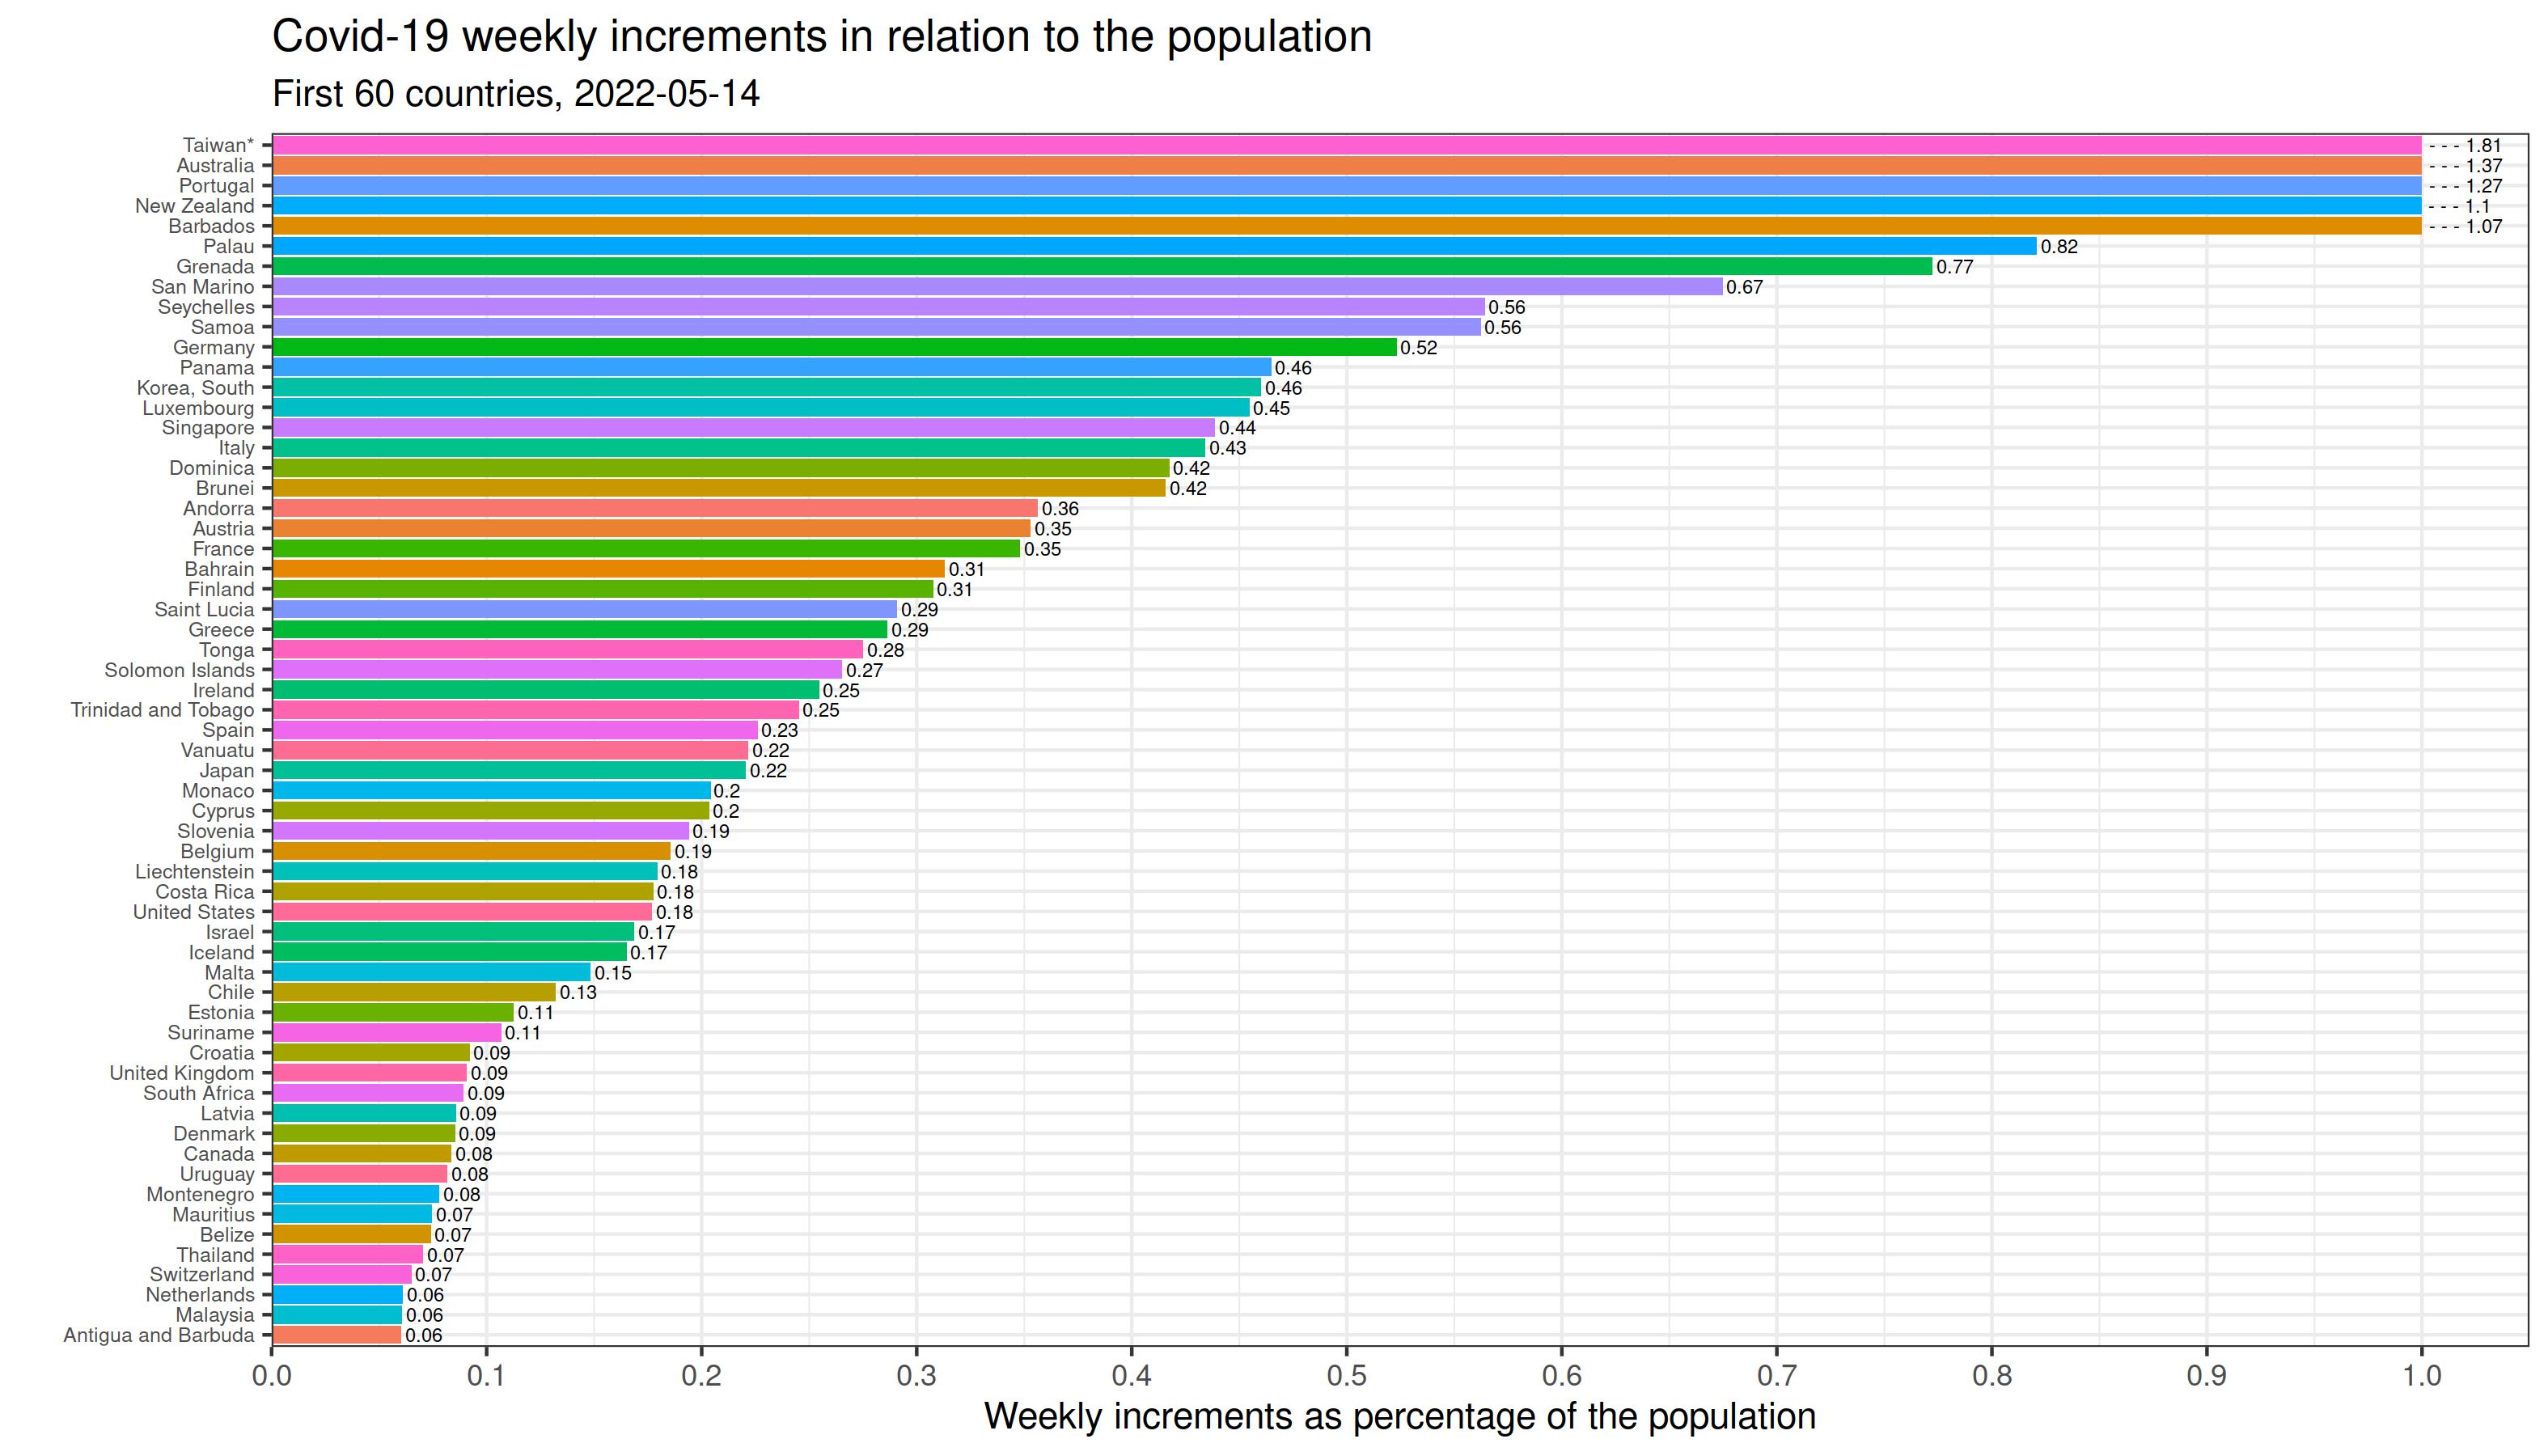 Covid-19 weekly increments in relation to the population
First 60 countries, 2022-05-14
Taiwan* - - - 1.81
Australia - - - 1.37
Portugal - - - 1.27
New Zealand - - - 1.1
Barbados - - - 1.07
Palau 0.82
Grenada 0.77
San Marino 0.67
Seychelles 0.56
Samoa 0.56
Germany 0.52
Panama 0.46
Korea, South 0.46
Luxembourg 0.45
Singapore 0.44
Italy 0.43
Dominica 0.42
Brunei 0.42
Andorra 0.36
Austria 0.35
France 0.35
Bahrain 0.31
Finland 0.31
Saint Lucia 0.29
Greece 0.29
Tonga 0.28
Solomon Islands 0.27
Ireland 0.25
Trinidad and Tobago 0.25
Spain 0.23
Vanuatu 0.22
Japan 0.22
Monaco 0.2
Cyprus 0.2
Slovenia 0.19
Belgium 0.19
Liechtenstein 0.18
Costa Rica 0.18
United States 0.18
Israel 0.17
Iceland 0.17
Malta 0.15
Chile 0.13
Estonia 0.11
Suriname 0.11
Croatia 0.09
United Kingdom 0.09
South Africa 0.09
Latvia 0.09
Denmark 0.09
Canada 0.08
Uruguay 0.08
Montenegro 0.08
Mauritius 0.07
Belize 0.07
Thailand 0.07
Switzerland 0.07
Netherlands 0.06
Malaysia 0.06
Antigua and Barbuda 0.06
0.0 0.1 0.2 0.3 0.4 0.5 0.6 0.7 0.8 0.9 1.0
Weekly increments as percentage of the population